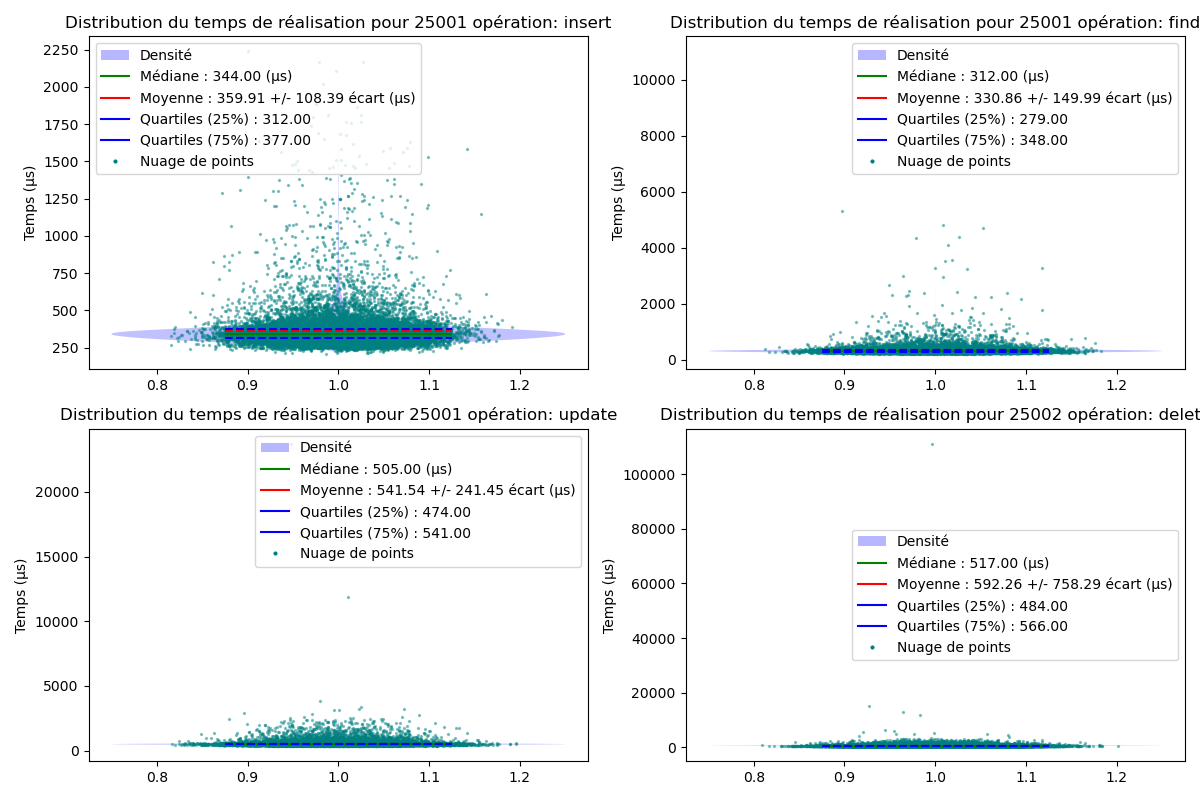 Distribution du temps de réalisation pour 25001 opération: insert
Temps (µs)
2250
2000
1750
1500
1250
1000
750
500
250
Densité
Médiane : 344.00 (µs)
Moyenne : 359.91 +/- 108.39 écart (µs)
Quartiles (25%) : 312.00
Quartiles (75%) : 377.00
Nuage de points
0.8 0.9 1.0 1.1 1.2
Distribution du temps de réalisation pour 25001 opération: find
Temps (µs)
10000
8000
6000
4000
2000
0
Densité
Médiane : 312.00 (µs)
Moyenne : 330.86 +/- 149.99 écart (µs)
Quartiles (25%) : 279.00
Quartiles (75%) : 348.00
Nuage de points
0.8 0.9 1.0 1.1 1.2
Distribution du temps de réalisation pour 25001 opération: update
Temps (µs)
20000
15000
10000
5000
0
Densité
Médiane : 505.00 (µs)
Moyenne : 541.54 +/- 241.45 écart (µs)
Quartiles (25%) : 474.00
Quartiles (75%) : 541.00
Nuage de points
0.8 0.9 1.0 1.1 1.2
Distribution du temps de réalisation pour 25002 opération: delet
Temps (µs)
100000
80000
60000
40000
20000
0
Densité
Médiane : 517.00 (µs)
Moyenne : 592.26 +/- 758.29 écart (µs)
Quartiles (25%) : 484.00
Quartiles (75%) : 566.00
Nuage de points
0.8 0.9 1.0 1.1 1.2